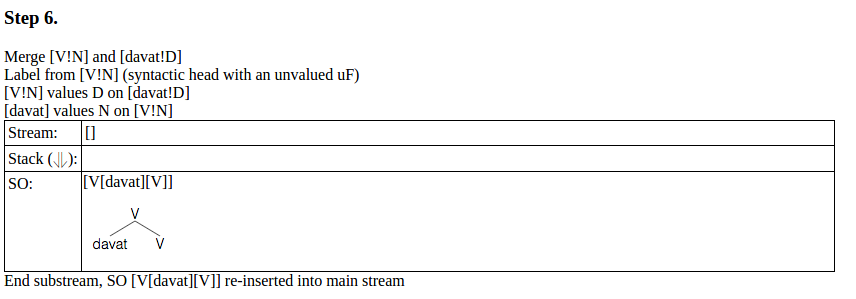 Step 6.
Merge [V!N] and [davat!D]
Label from [V!N] (syntactic head with an unvalued uF)
[V!N] values D on [davat!D]
[davat] values N on [V!N]
Stream: []
Stack (⥥):
SO: [V[davat][V]]
V
davat V
End substream, SO [V[davat][V]] re-inserted into main stream